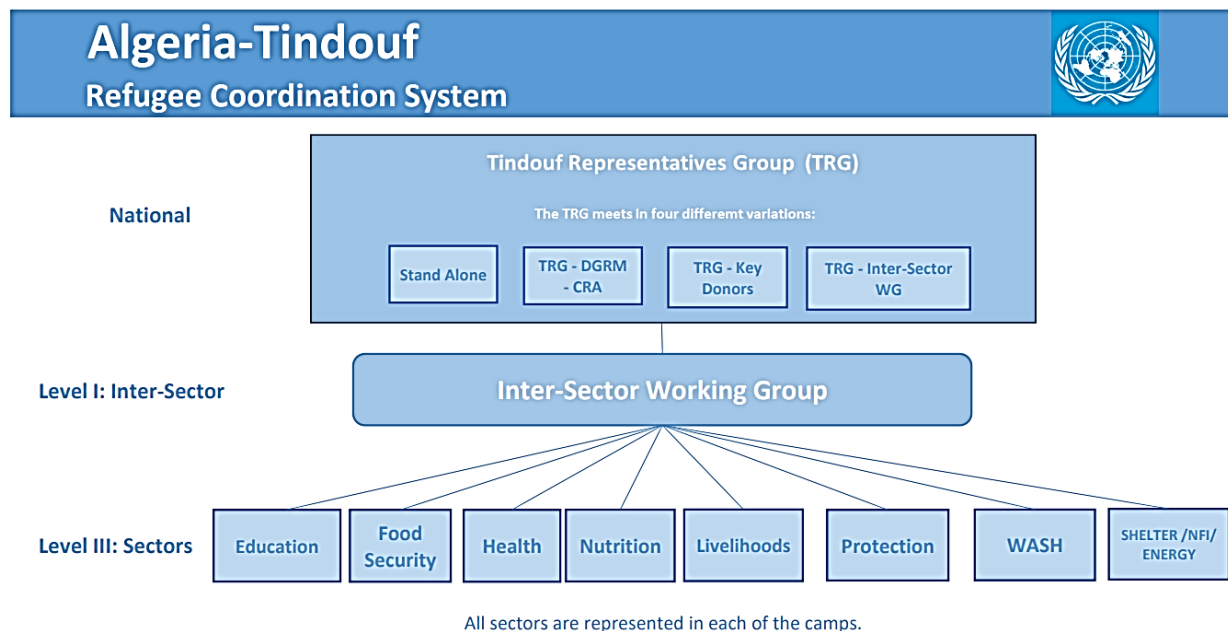 Algeria-Tindouf
Refugee Coordination System
Tindouf Representatives Group (TRG)
National
The TRG meets in four differemt variations:
Stand Alone
TRG - DGRM
- CRA
TRG - Key
Donors
TRG - Inter-Sector
WG
Level I: Inter-Sector
Inter-Sector Working Group
Level III: Sectors
Education
Food
Security
Health
Nutrition
Livelihoods
Protection
WASH
SHELTER /NFI/
ENERGY
All sectors are represented in each of the camps.